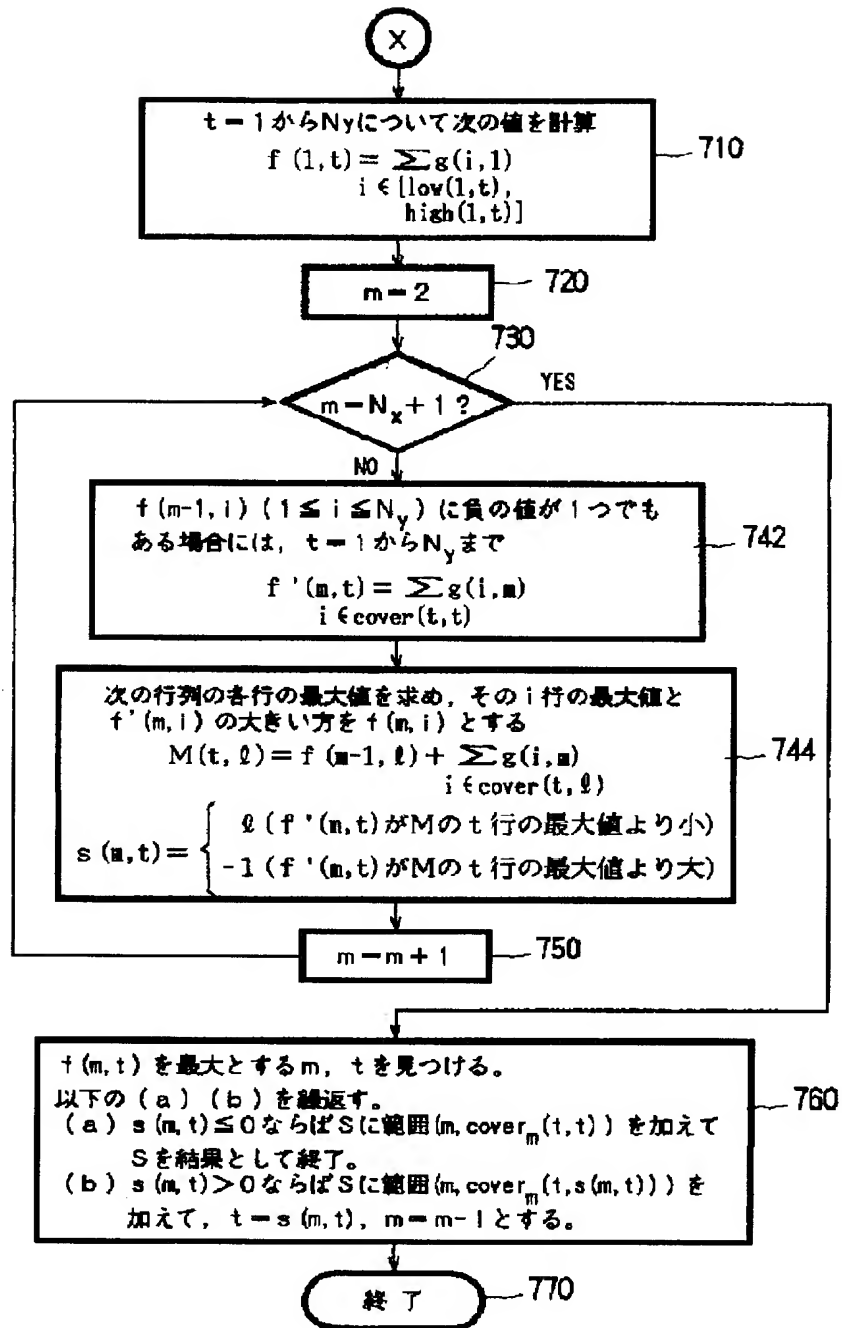 X
t=1からNyについて次の値を計算
f(1,t)=∑g(i,1)
i∈[low(1,t),
high(1,t)]
710
m=2
720
730
m=Nx+1?
YES
NO
f(m-1,i)(1≦i≦Ny)に負の値が1つでも
ある場合には,t=1からNyまで
f'(m,t)=∑g(i,m)
i∈cover(t,t)
742
次の行列の各行の最大値を求め,そのi行の最大値と
f'(m,i)の大きい方をf(m,i)とする
M(t,ℓ)=f(m-1,ℓ)+∑g(i,m)
i∈cover(t,ℓ)
s(m,t)={ ℓ(f'(m,t)がMのt行の最大値より小)
-1(f'(m,t)がMのt行の最大値より大)
744
m=m+1
750
f(m,t)を最大とするm,tを見つける。
以下の(a)(b)を繰返す。
(a)s(m,t)≦0ならばSに範囲(m,cover_m(t,t))を加えて
Sを結果として終了。
(b)s(m,t)>0ならばSに範囲(m,cover_m(t,s(m,t)))を
加えて,t=s(m,t),m=m-1とする。
760
終了
770